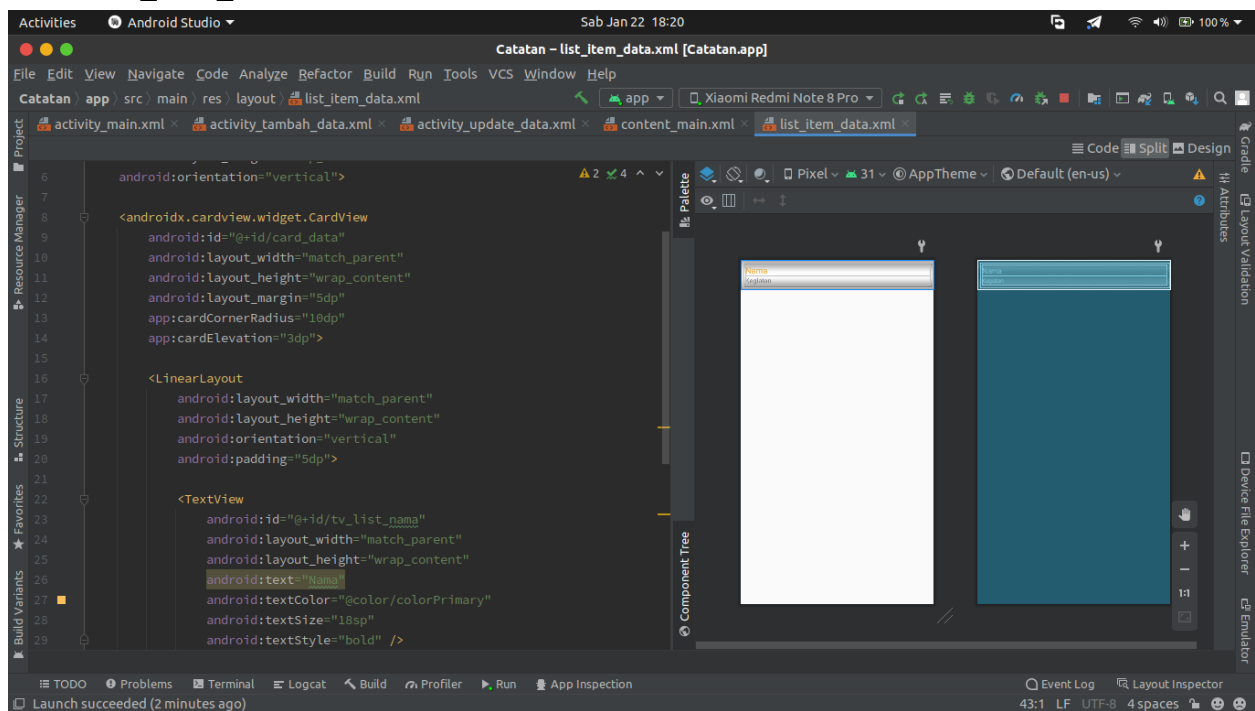 Activities Android Studio Sab Jan 22 18:20 100 %
Catatan – list_item_data.xml [Catatan.app]
File Edit View Navigate Code Analyze Refactor Build Run Tools VCS Window Help
Catatan app src main res layout list_item_data.xml app Xiaomi Redmi Note 8 Pro
activity_main.xml activity_tambah_data.xml activity_update_data.xml content_main.xml list_item_data.xml
Code Split Design
2 4 Pixel 31 AppTheme Default (en-us)
6 android:orientation="vertical">
7
8 <androidx.cardview.widget.CardView
9 android:id="@+id/card_data"
10 android:layout_width="match_parent"
11 android:layout_height="wrap_content"
12 android:layout_margin="5dp"
13 app:cardCornerRadius="10dp"
14 app:cardElevation="3dp">
15
16 <LinearLayout
17 android:layout_width="match_parent"
18 android:layout_height="wrap_content"
19 android:orientation="vertical"
20 android:padding="5dp">
21
22 <TextView
23 android:id="@+id/tv_list_nama"
24 android:layout_width="match_parent"
25 android:layout_height="wrap_content"
26 android:text="Nama"
27 android:textColor="@color/colorPrimary"
28 android:textSize="18sp"
29 android:textStyle="bold" />
Project
Resource Manager
Structure
Favorites
Build Variants
Palette
Component Tree
Nama
Kegiatan
Nama
Kegiatan
1:1
Gradle
Attributes
Layout Validation
Device File Explorer
Emulator
TODO Problems Terminal Logcat Build Profiler Run App Inspection Event Log Layout Inspector
Launch succeeded (2 minutes ago) 43:1 LF UTF-8 4 spaces